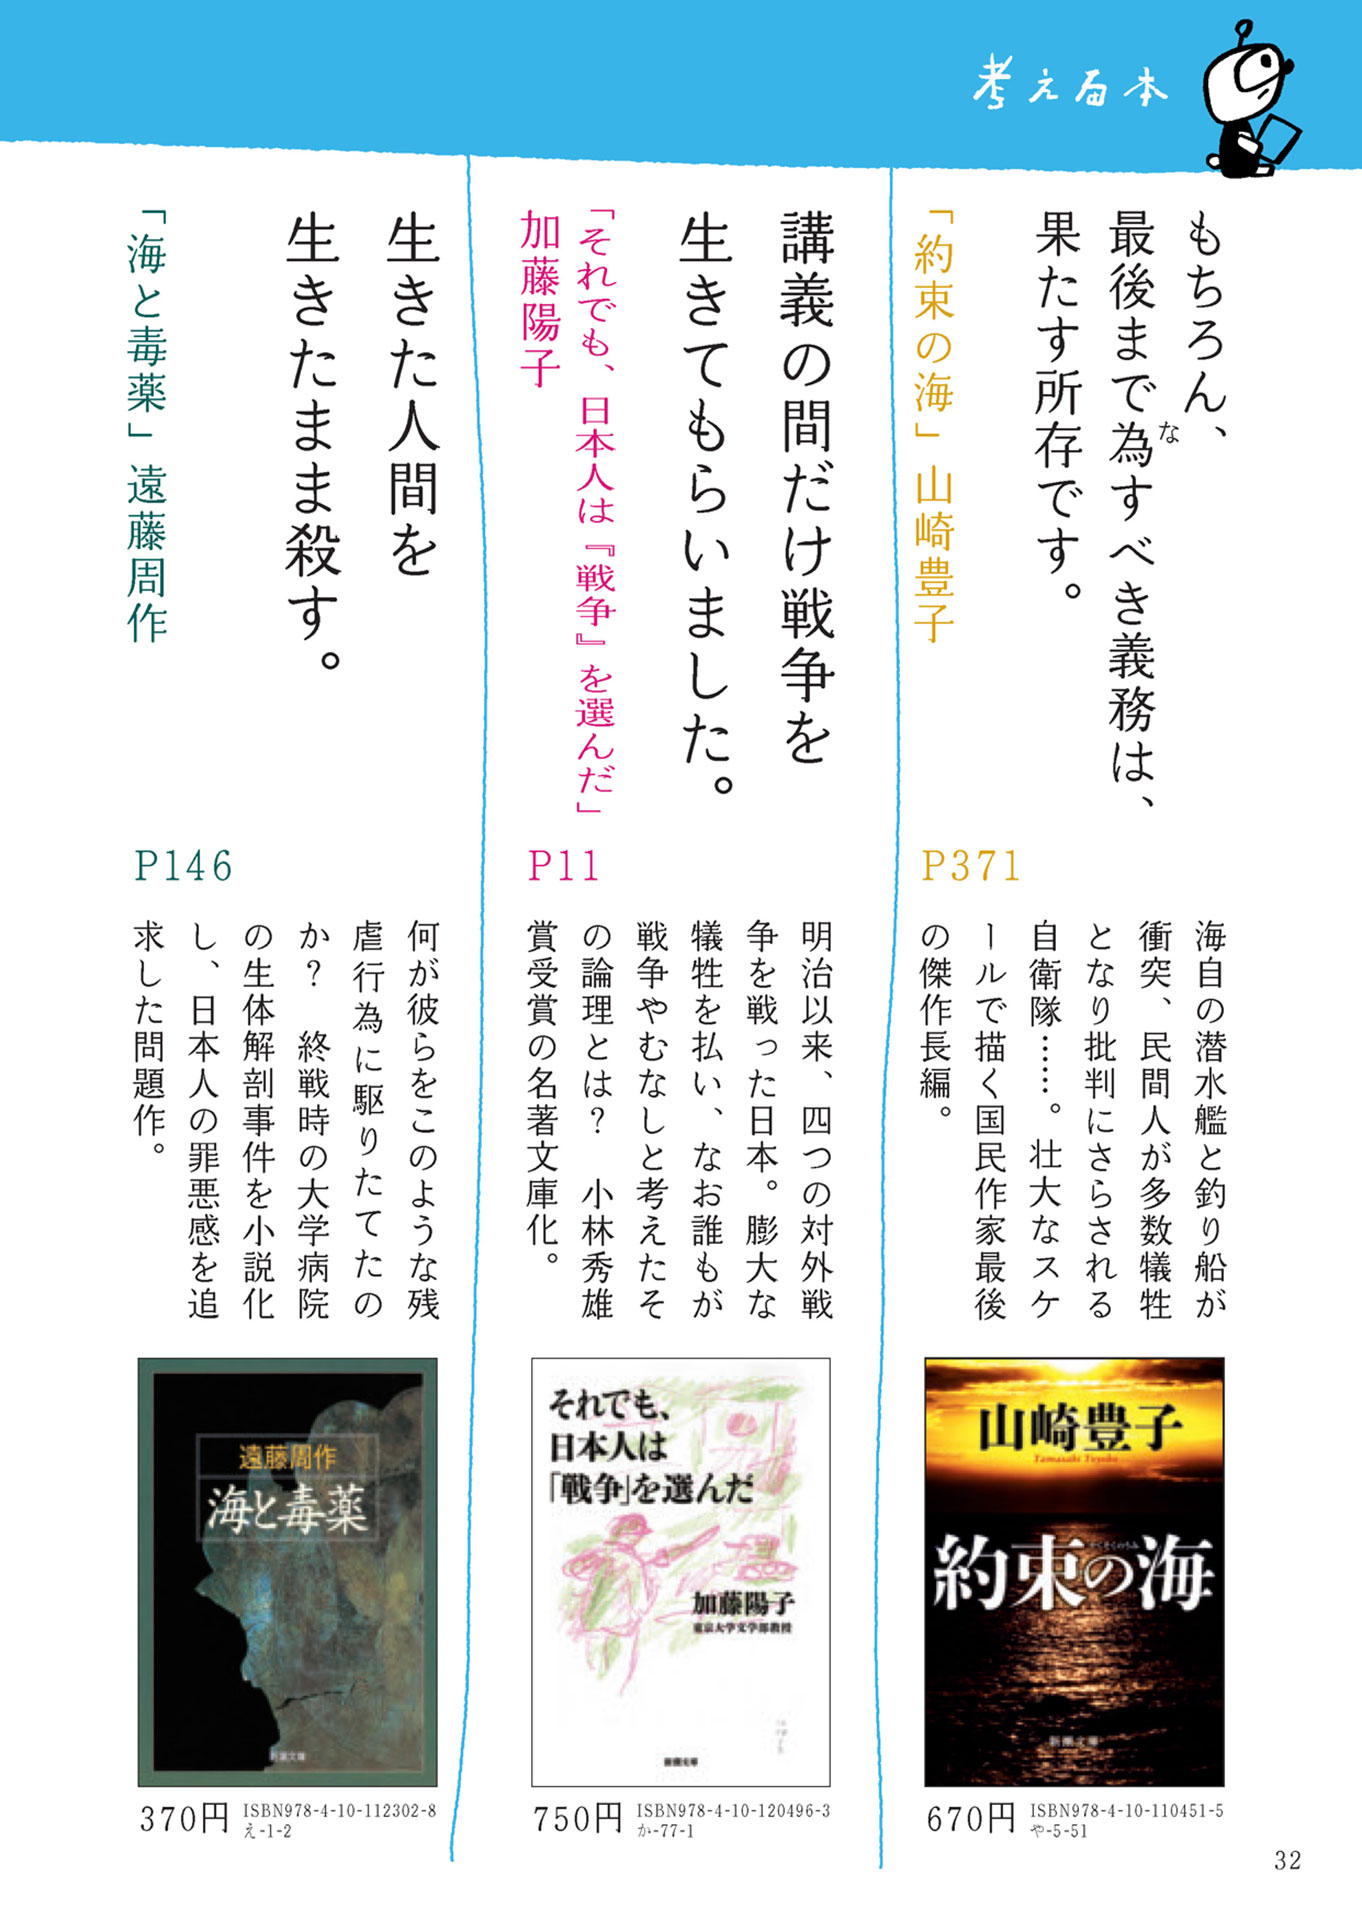 考える本
もちろん、
最後まで為すべき義務は、
な
果たす所存です。
「約束の海」山崎豊子
P371
海自の潜水艦と釣り船が
衝突、民間人が多数犠牲
となり批判にさらされる
自衛隊……。壮大なスケ
ールで描く国民作家最後
の傑作長編。
山崎豊子
Yamasaki Toyoko
約束の海
やくそくのうみ
新潮文庫
670円
ISBN978-4-10-110451-5
や-5-51
講義の間だけ戦争を
生きてもらいました。
「それでも、日本人は『戦争』を選んだ」
加藤陽子
P11
明治以来、四つの対外戦
争を戦った日本。膨大な
犠牲を払い、なお誰もが
戦争やむなしと考えたそ
の論理とは？　小林秀雄
賞受賞の名著文庫化。
それでも、
日本人は
「戦争」を選んだ
加藤陽子
東京大学文学部教授
新潮文庫
750円
ISBN978-4-10-120496-3
か-77-1
生きた人間を
生きたまま殺す。
「海と毒薬」遠藤周作
P146
何が彼らをこのような残
虐行為に駆りたてたの
か？　終戦時の大学病院
の生体解剖事件を小説化
し、日本人の罪悪感を追
求した問題作。
遠藤周作
海と毒薬
新潮文庫
370円
ISBN978-4-10-112302-8
え-1-2
32